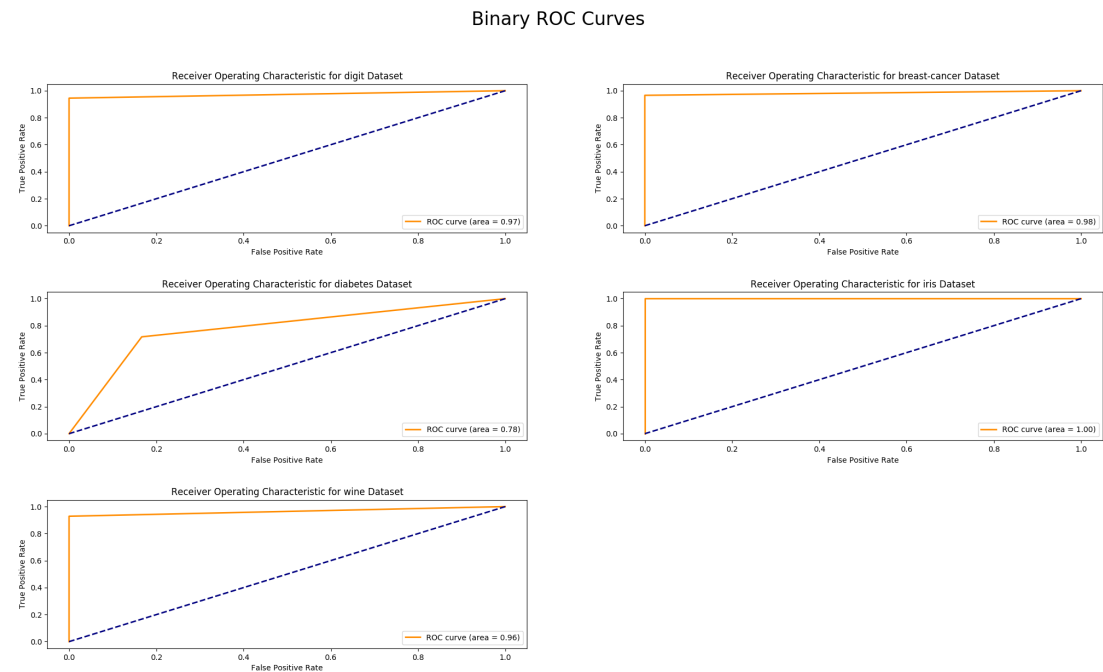 Binary ROC Curves
Receiver Operating Characteristic for digit Dataset
1.0
0.8
0.6
0.4
0.2
0.0
True Positive Rate
ROC curve (area = 0.97)
0.0 0.2 0.4 0.6 0.8 1.0
False Positive Rate
Receiver Operating Characteristic for breast-cancer Dataset
1.0
0.8
0.6
0.4
0.2
0.0
True Positive Rate
ROC curve (area = 0.98)
0.0 0.2 0.4 0.6 0.8 1.0
False Positive Rate
Receiver Operating Characteristic for diabetes Dataset
1.0
0.8
0.6
0.4
0.2
0.0
True Positive Rate
ROC curve (area = 0.78)
0.0 0.2 0.4 0.6 0.8 1.0
False Positive Rate
Receiver Operating Characteristic for iris Dataset
1.0
0.8
0.6
0.4
0.2
0.0
True Positive Rate
ROC curve (area = 1.00)
0.0 0.2 0.4 0.6 0.8 1.0
False Positive Rate
Receiver Operating Characteristic for wine Dataset
1.0
0.8
0.6
0.4
0.2
0.0
True Positive Rate
ROC curve (area = 0.96)
0.0 0.2 0.4 0.6 0.8 1.0
False Positive Rate